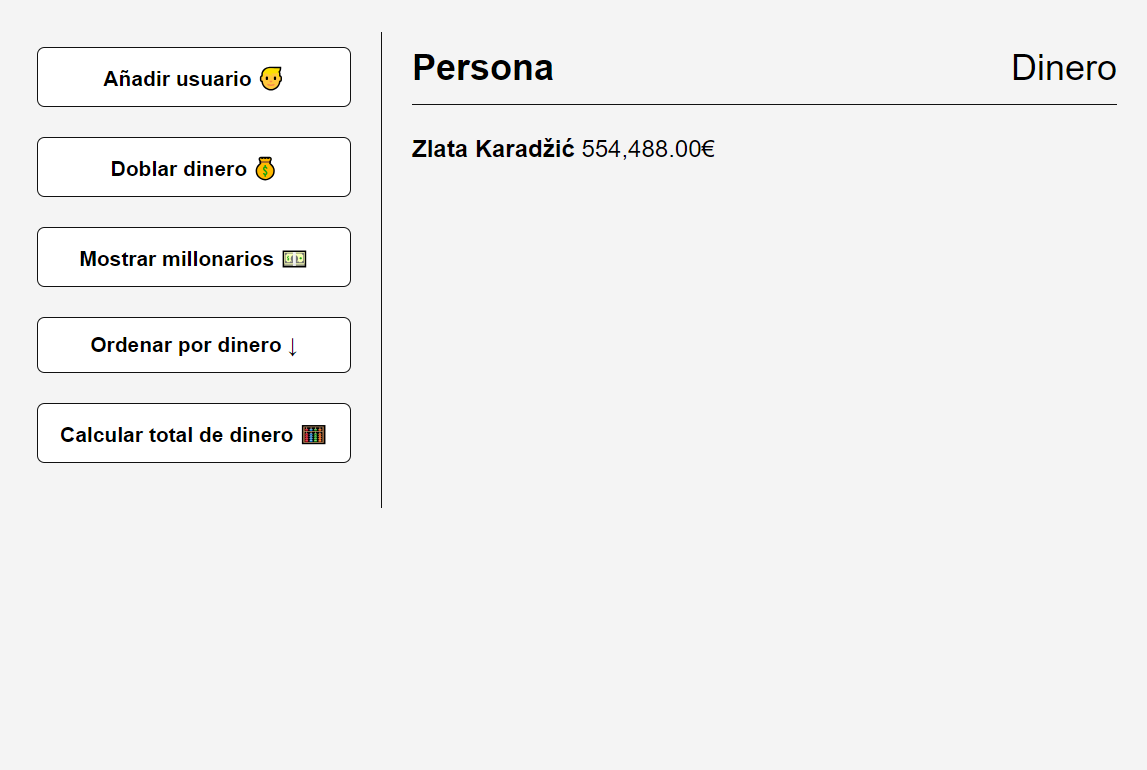 Añadir usuario 👱
Doblar dinero 💰
Mostrar millonarios 💵
Ordenar por dinero ↓
Calcular total de dinero 🧮
Persona Dinero
Zlata Karadžić 554,488.00€